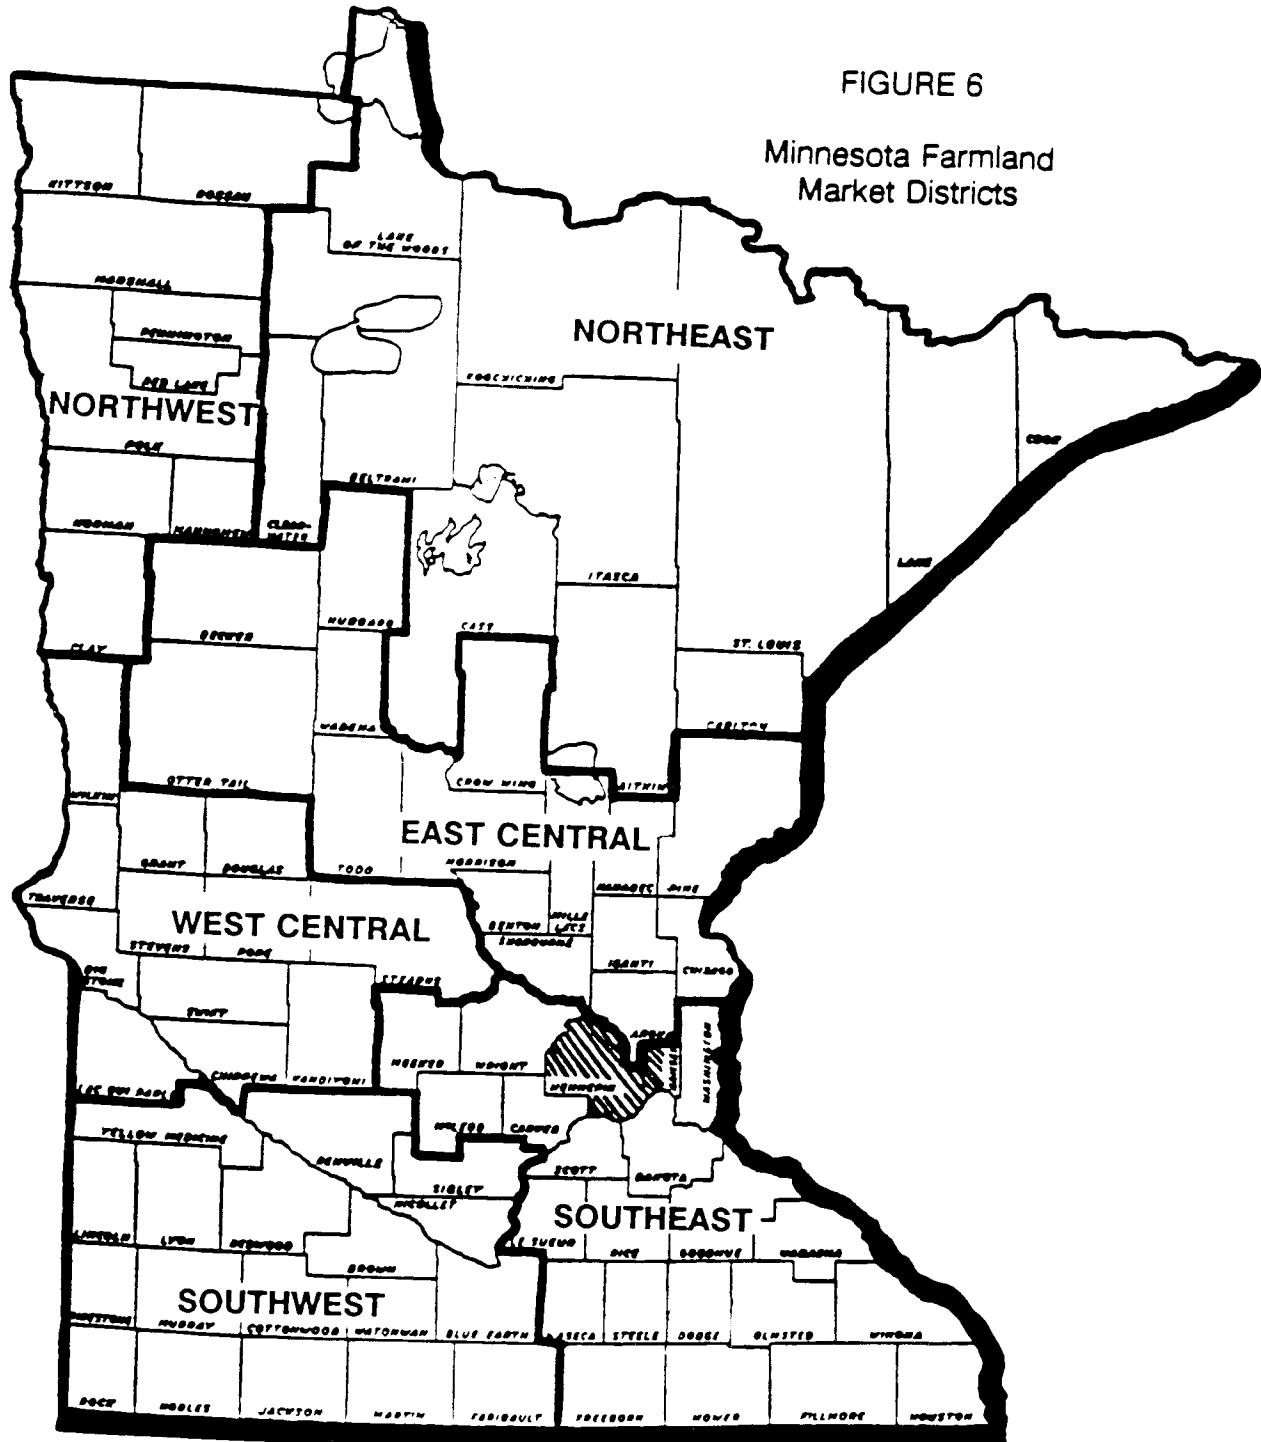 FIGURE 6
Minnesota Farmland
Market Districts
KITTSON
ROSEAU
LAKE
OF THE WOODS
MARSHALL
PENNINGTON
NORTHEAST
RED LAKE
KOOCHICHING
NORTHWEST
POLK
COOK
BELTRAMI
NORMAN
MAHNOMEN
CLEAR-
WATER
LAKE
ITASCA
HUBBARD
CASS
BECKER
CLAY
ST. LOUIS
WADENA
CARLTON
OTTER TAIL
CROW WING
AITKIN
WILKIN
EAST CENTRAL
GRANT
DOUGLAS
TODD
MORRISON
TRAVERSE
KANABEC
PINE
WEST CENTRAL
BENTON
MILLE
LACS
SHERBURNE
STEVENS
POPE
ISANTI
CHISAGO
BIG
STONE
STEARNS
SWIFT
ANOKA
WASHINGTON
RAMSEY
MEEKER
WRIGHT
HENNEPIN
LAC QUI PARLE
CHIPPEWA
KANDIYOHI
YELLOW MEDICINE
McLEOD
CARVER
RENVILLE
SCOTT
DAKOTA
SIBLEY
NICOLLET
SOUTHEAST
LINCOLN
LYON
REDWOOD
LE SUEUR
RICE
GOODHUE
WABASHA
BROWN
SOUTHWEST
PIPESTONE
MURRAY
COTTONWOOD
WATONWAN
BLUE EARTH
WASECA
STEELE
DODGE
OLMSTED
WINONA
ROCK
NOBLES
JACKSON
MARTIN
FARIBAULT
FREEBORN
MOWER
FILLMORE
HOUSTON